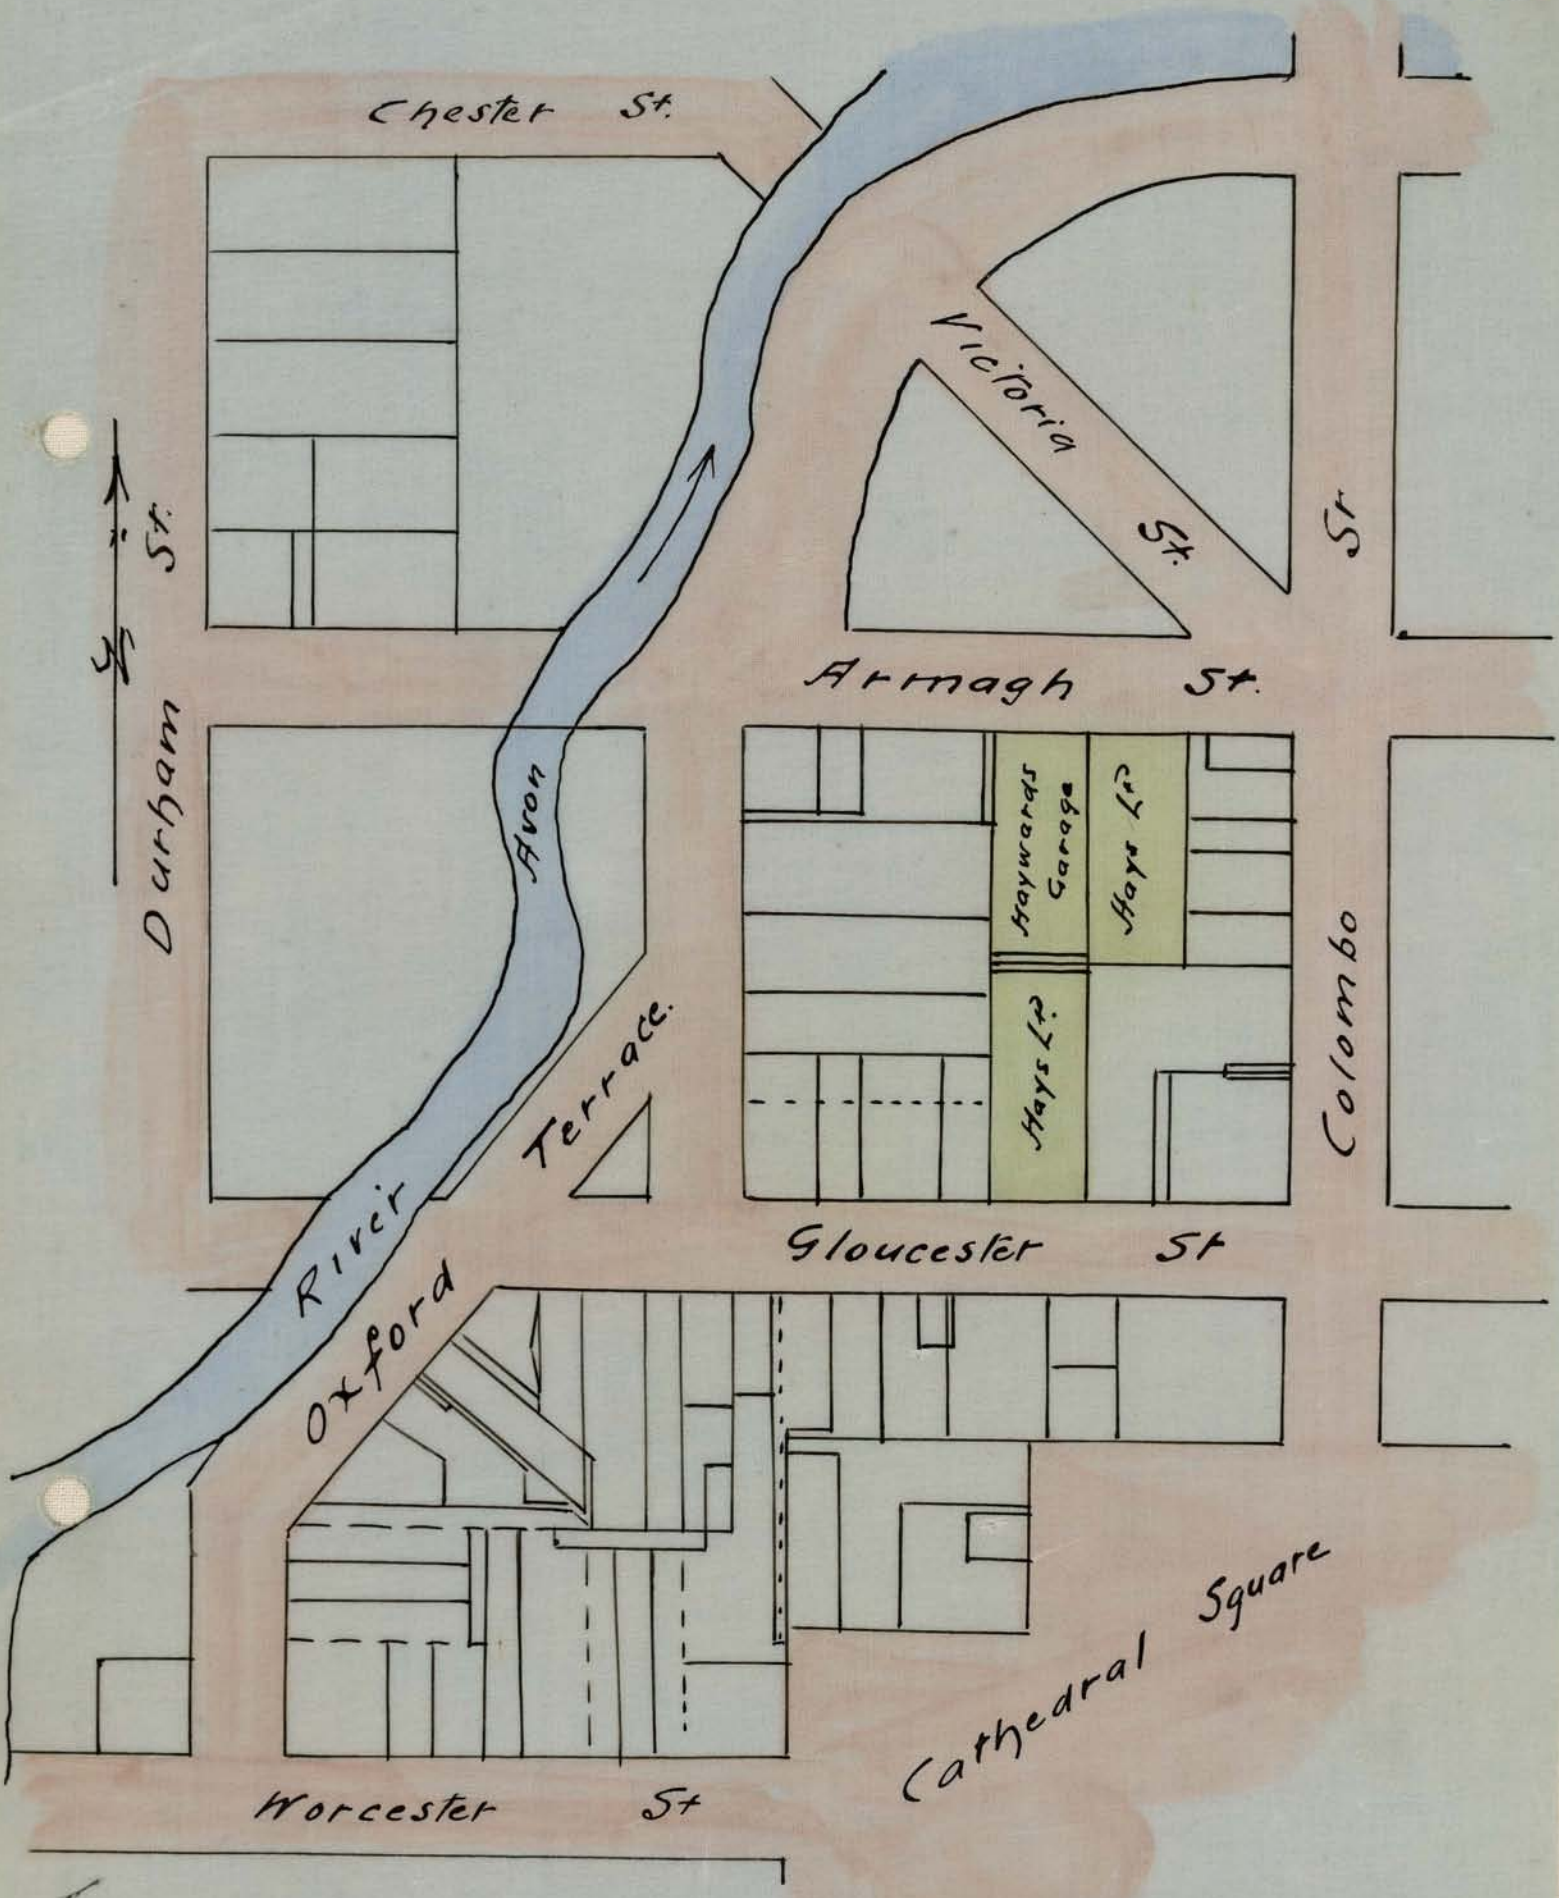 Chester St.
Victoria St.
Durham St.
Colombo St
Armagh St.
Haywards
Garage
Hays Ltd
Hays Ltd
River Avon
Oxford Terrace.
Gloucester St
Cathedral Square
Worcester St